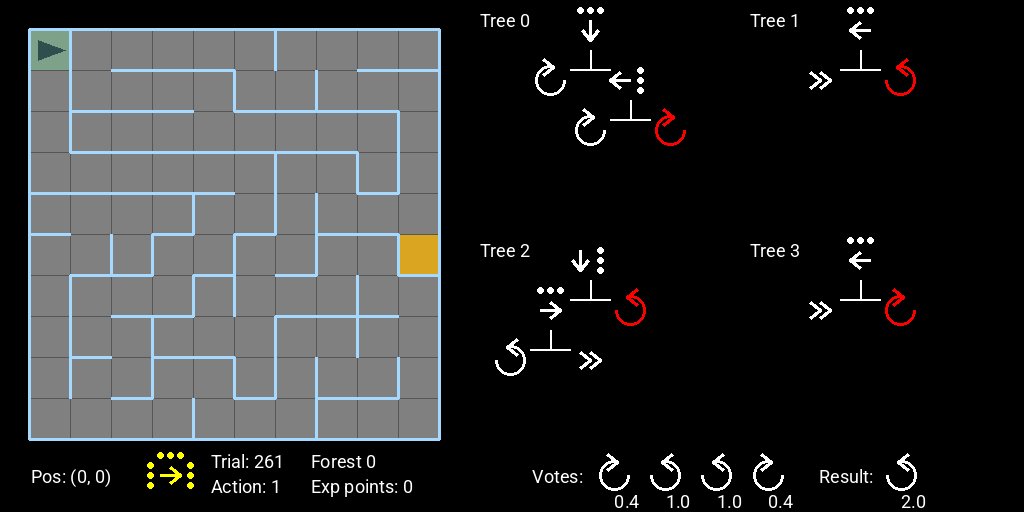 Tree 0
Tree 1
Tree 2
Tree 3
Pos: (0, 0)
Trial: 261
Forest 0
Action: 1
Exp points: 0
Votes:
0.4
1.0
1.0
0.4
Result:
2.0